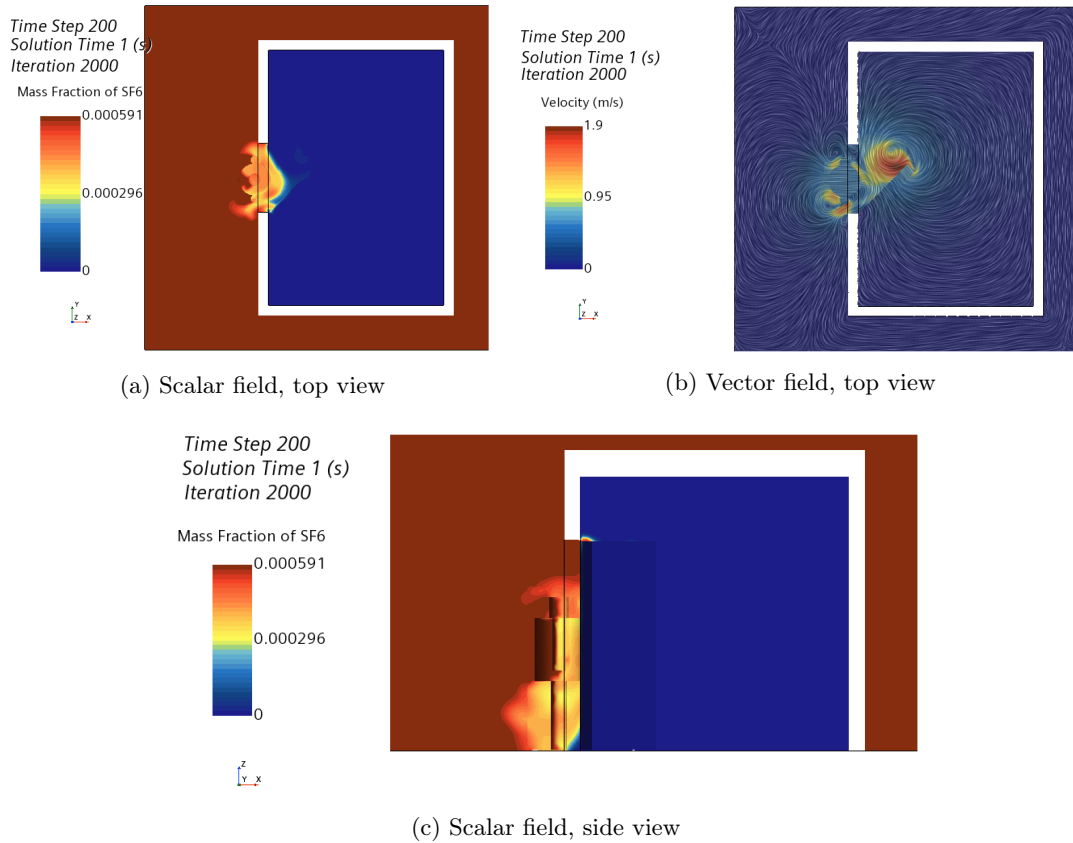 Time Step 200
Solution Time 1 (s)
Iteration 2000
Mass Fraction of SF6
0.000591
0.000296
0
Y
Z X
Time Step 200
Solution Time 1 (s)
Iteration 2000
Velocity (m/s)
1.9
0.95
0
Y
Z X
(a) Scalar field, top view
(b) Vector field, top view
Time Step 200
Solution Time 1 (s)
Iteration 2000
Mass Fraction of SF6
0.000591
0.000296
0
Z
Y X
(c) Scalar field, side view